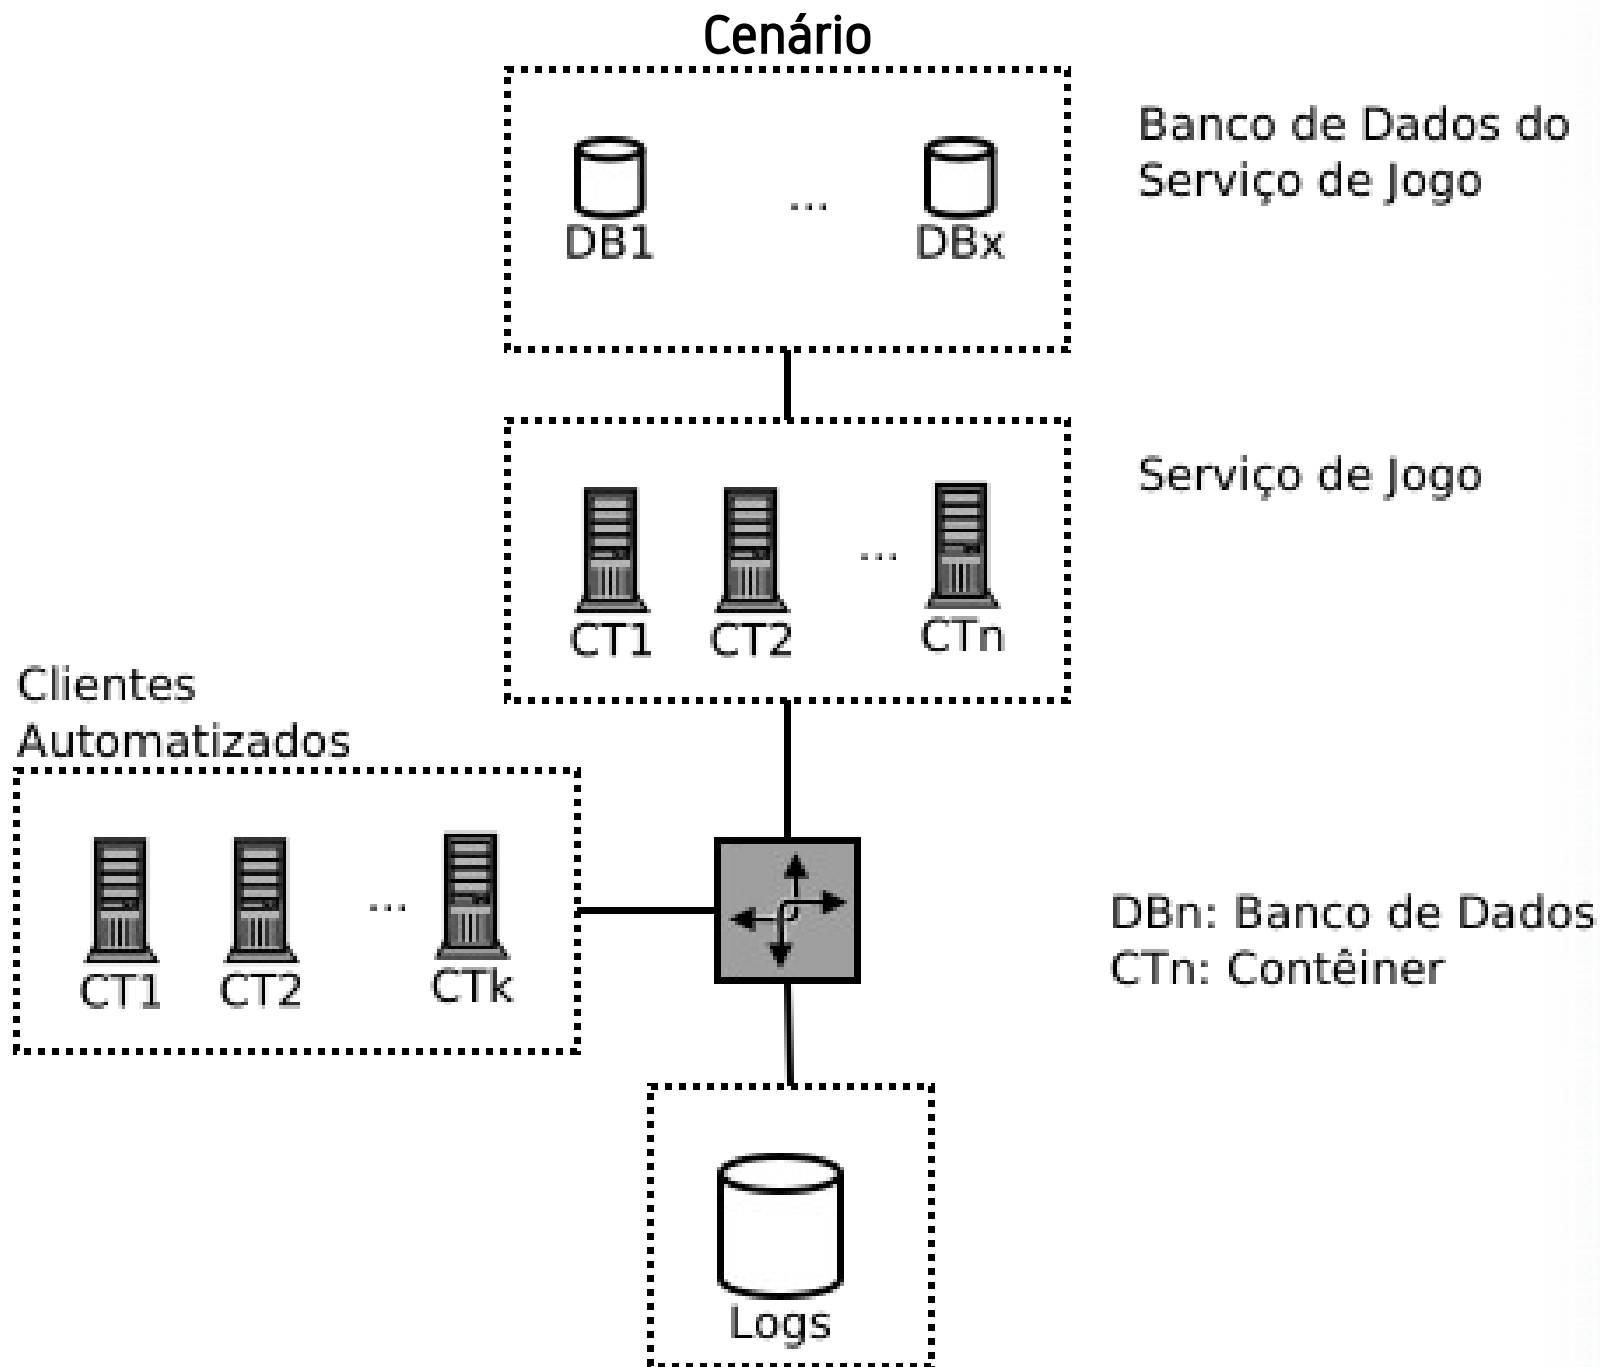 Cenário
Banco de Dados do
Serviço de Jogo
...
DB1
DBx
Serviço de Jogo
...
CT1
CT2
CTn
Clientes
Automatizados
...
CT1
CT2
CTk
DBn: Banco de Dados
CTn: Contêiner
Logs